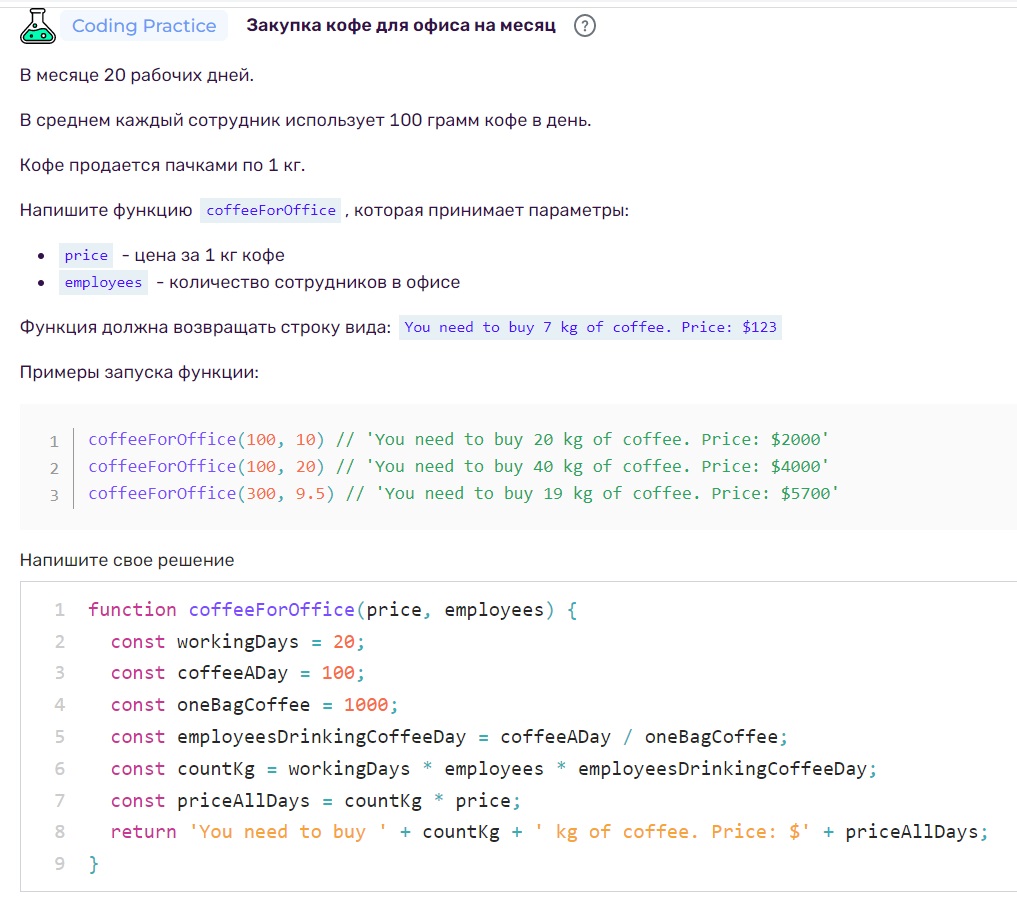 Coding Practice Закупка кофе для офиса на месяц ?
В месяце 20 рабочих дней.
В среднем каждый сотрудник использует 100 грамм кофе в день.
Кофе продается пачками по 1 кг.
Напишите функцию coffeeForOffice , которая принимает параметры:
• price - цена за 1 кг кофе
• employees - количество сотрудников в офисе
Функция должна возвращать строку вида: You need to buy 7 kg of coffee. Price: $123
Примеры запуска функции:
1 coffeeForOffice(100, 10) // 'You need to buy 20 kg of coffee. Price: $2000'
2 coffeeForOffice(100, 20) // 'You need to buy 40 kg of coffee. Price: $4000'
3 coffeeForOffice(300, 9.5) // 'You need to buy 19 kg of coffee. Price: $5700'
Напишите свое решение
1 function coffeeForOffice(price, employees) {
2 const workingDays = 20;
3 const coffeeADay = 100;
4 const oneBagCoffee = 1000;
5 const employeesDrinkingCoffeeDay = coffeeADay / oneBagCoffee;
6 const countKg = workingDays * employees * employeesDrinkingCoffeeDay;
7 const priceAllDays = countKg * price;
8 return 'You need to buy ' + countKg + ' kg of coffee. Price: $' + priceAllDays;
9 }